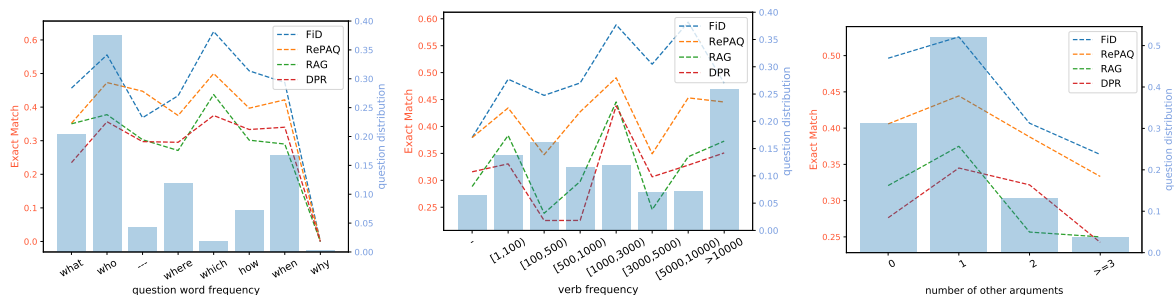 Exact Match
0.6
0.5
0.4
0.3
0.2
0.1
0.0
FiD
RePAQ
RAG
DPR
0.40
0.35
0.30
0.25
0.20
0.15
0.10
0.05
0.00
question distribution
what
who
---
where
which
how
when
why
question word frequency
Exact Match
0.60
0.55
0.50
0.45
0.40
0.35
0.30
0.25
FiD
RePAQ
RAG
DPR
0.40
0.35
0.30
0.25
0.20
0.15
0.10
0.05
0.00
question distribution
-
[1,100)
[100,500)
[500,1000)
[1000,3000)
[3000,5000)
[5000,10000)
>10000
verb frequency
Exact Match
0.50
0.45
0.40
0.35
0.30
0.25
FiD
RePAQ
RAG
DPR
0.5
0.4
0.3
0.2
0.1
0.0
question distribution
0
1
2
>=3
number of other arguments